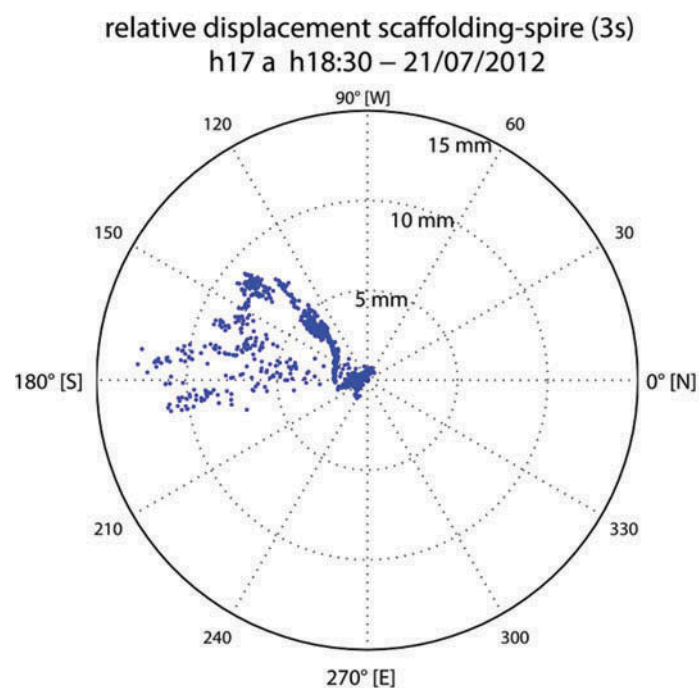 relative displacement scaffolding-spire (3s)
h17 a h18:30 – 21/07/2012
90° [W]
120
60
15 mm
10 mm
150
30
5 mm
180° [S]
0° [N]
210
330
240
300
270° [E]